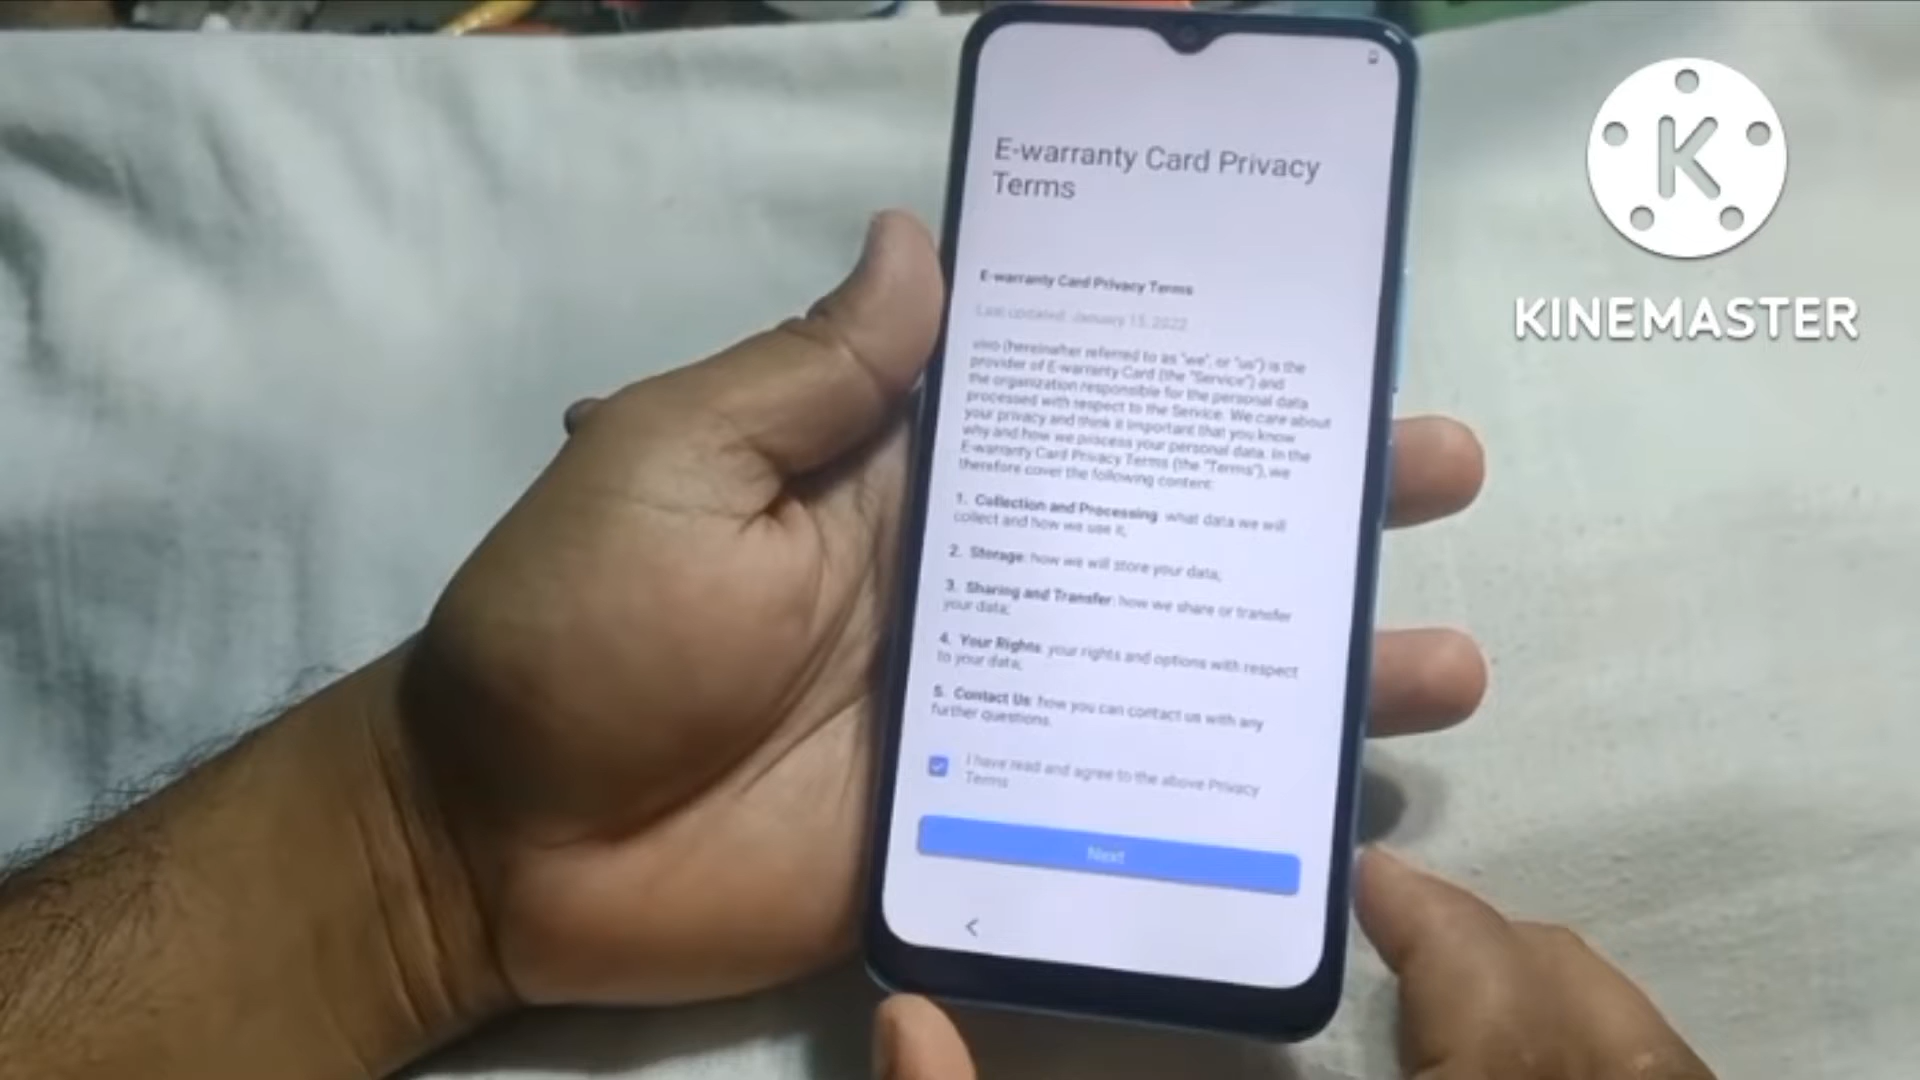 E-warranty Card Privacy
Terms
E-warranty Card Privacy Terms
Last updated: January 15, 2022
vivo (hereinafter referred to as "we", or "us") is the
provider of E-warranty Card (the "Service") and
the organization responsible for the personal data
processed with respect to the Service. We care about
your privacy and think it important that you know
why and how we process your personal data. In the
E-warranty Card Privacy Terms (the "Terms"), we
therefore cover the following content:
1. Collection and Processing: what data we will
collect and how we use it;
2. Storage: how we will store your data;
3. Sharing and Transfer: how we share or transfer
your data;
4. Your Rights: your rights and options with respect
to your data;
5. Contact Us: how you can contact us with any
further questions.
I have read and agree to the above Privacy
Terms
Next
K
KINEMASTER